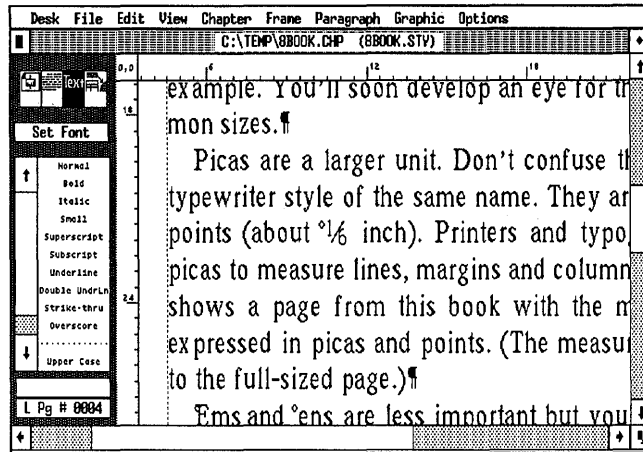 Desk File Edit View Chapter Frame Paragraph Graphic Options
C:\TEMP\8BOOK.CHP (8BOOK.STY)
0,0 6 12 18
Text
18
24
Set Font
Normal
Bold
Italic
Small
Superscript
Subscript
Underline
Double UndrLn
Strike-thru
Overscore
Upper Case
L Pg # 0004
example. You'll soon develop an eye for th
mon sizes.¶
Picas are a larger unit. Don't confuse th
typewriter style of the same name. They ar
points (about °⅙ inch). Printers and typo
picas to measure lines, margins and column
shows a page from this book with the m
expressed in picas and points. (The measur
to the full-sized page.)¶
Ems and °ens are less important but you